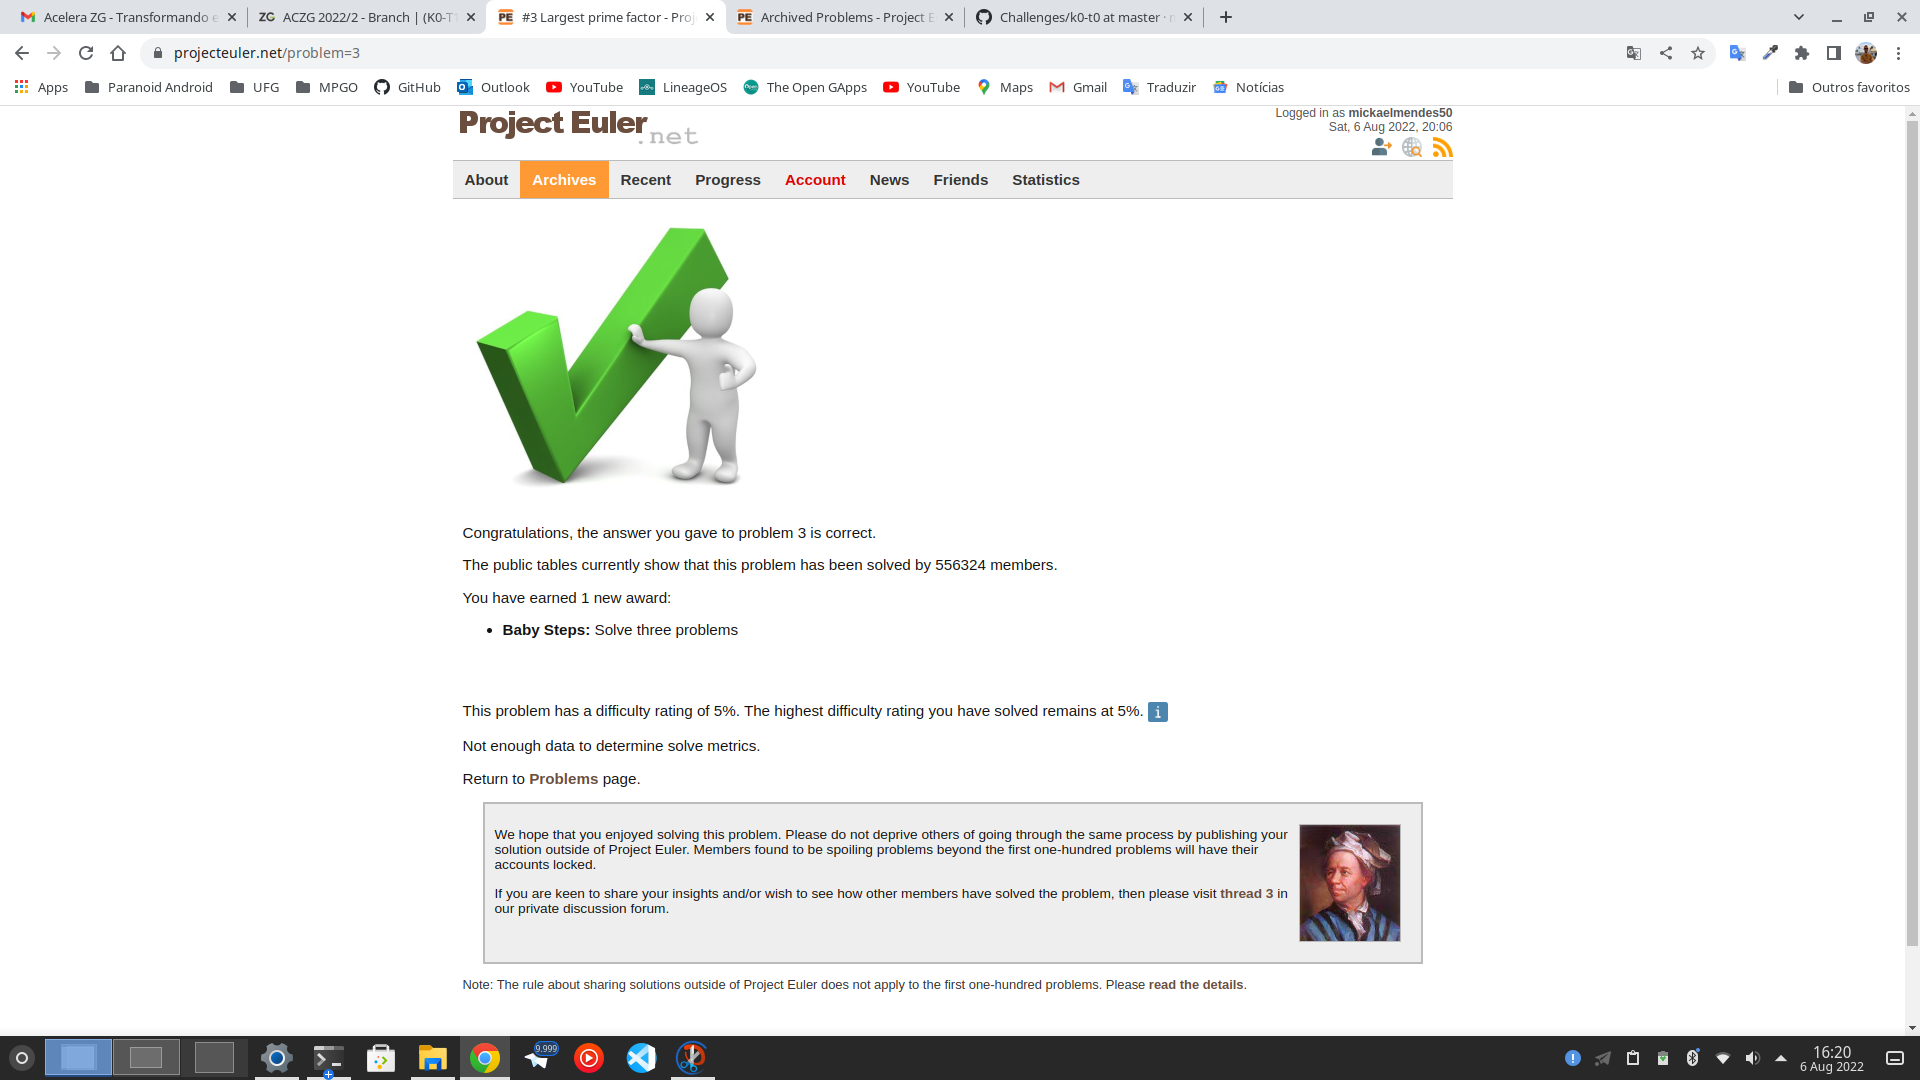 Acelera ZG - Transformando e
ZG ACZG 2022/2 - Branch | (K0-T1
PE #3 Largest prime factor - Proj
PE Archived Problems - Project E
Challenges/k0-t0 at master ·
projecteuler.net/problem=3
Apps
Paranoid Android
UFG
MPGO
GitHub
Outlook
YouTube
LineageOS
The Open GApps
YouTube
Maps
Gmail
Traduzir
Notícias
Outros favoritos
Project Euler.net
Logged in as mickaelmendes50
Sat, 6 Aug 2022, 20:06
About Archives Recent Progress Account News Friends Statistics
Congratulations, the answer you gave to problem 3 is correct.
The public tables currently show that this problem has been solved by 556324 members.
You have earned 1 new award:
• Baby Steps: Solve three problems
This problem has a difficulty rating of 5%. The highest difficulty rating you have solved remains at 5%. i
Not enough data to determine solve metrics.
Return to Problems page.
We hope that you enjoyed solving this problem. Please do not deprive others of going through the same process by publishing your
solution outside of Project Euler. Members found to be spoiling problems beyond the first one-hundred problems will have their
accounts locked.
If you are keen to share your insights and/or wish to see how other members have solved the problem, then please visit thread 3 in
our private discussion forum.
Note: The rule about sharing solutions outside of Project Euler does not apply to the first one-hundred problems. Please read the details.
9.999
16:20
6 Aug 2022